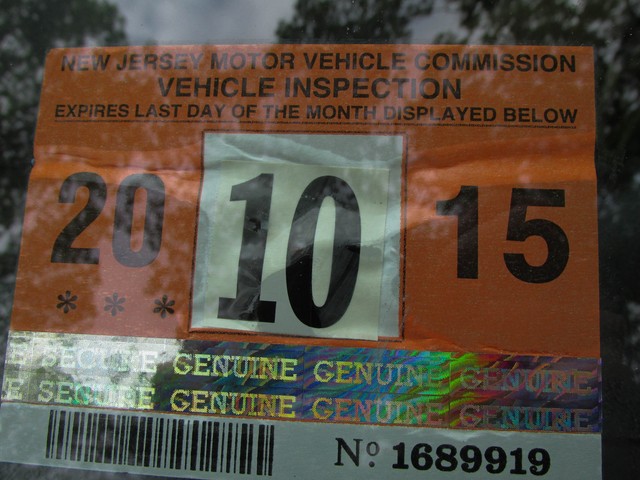 NEW JERSEY MOTOR VEHICLE COMMISSION
VEHICLE INSPECTION
EXPIRES LAST DAY OF THE MONTH DISPLAYED BELOW
20 10 15
* * *
E SECURE GENUINE GENUINE GENUINE
E SECURE GENUINE GENUINE GENUINE
Nº 1689919